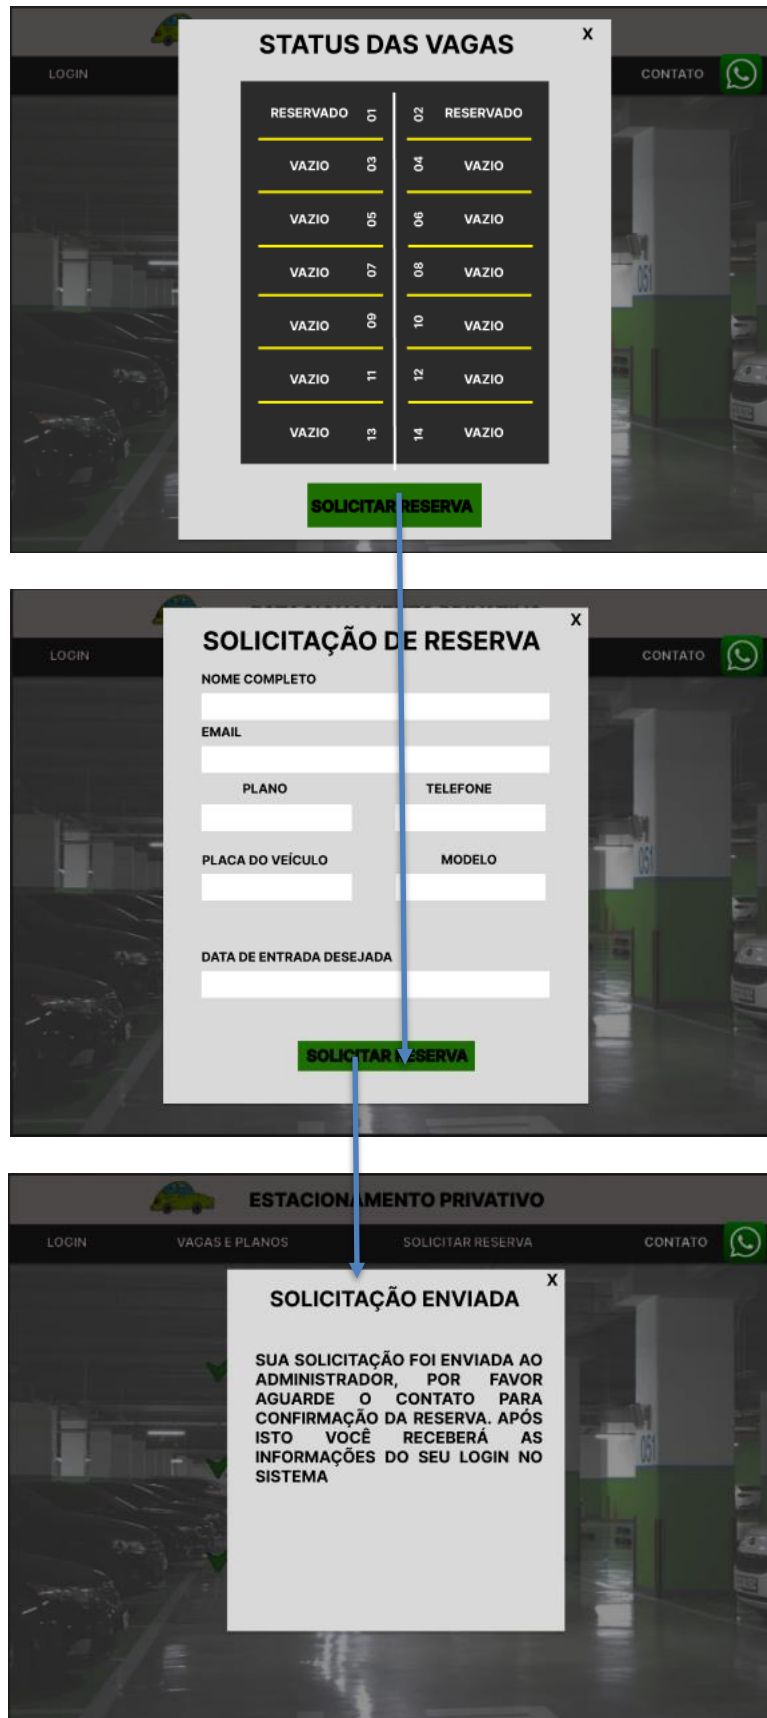 STATUS DAS VAGAS
X
LOGIN
CONTATO
RESERVADO 01 02 RESERVADO
VAZIO 03 04 VAZIO
VAZIO 05 06 VAZIO
VAZIO 07 08 VAZIO
VAZIO 09 10 VAZIO
VAZIO 11 12 VAZIO
VAZIO 13 14 VAZIO
051
SOLICITAR RESERVA
X
SOLICITAÇÃO DE RESERVA
LOGIN
CONTATO
NOME COMPLETO
EMAIL
PLANO TELEFONE
PLACA DO VEÍCULO MODELO
051
DATA DE ENTRADA DESEJADA
SOLICITAR RESERVA
ESTACIONAMENTO PRIVATIVO
LOGIN VAGAS E PLANOS SOLICITAR RESERVA CONTATO
X
SOLICITAÇÃO ENVIADA
SUA SOLICITAÇÃO FOI ENVIADA AO
ADMINISTRADOR, POR FAVOR
AGUARDE O CONTATO PARA
CONFIRMAÇÃO DA RESERVA. APÓS
ISTO VOCÊ RECEBERÁ AS
INFORMAÇÕES DO SEU LOGIN NO
SISTEMA
051